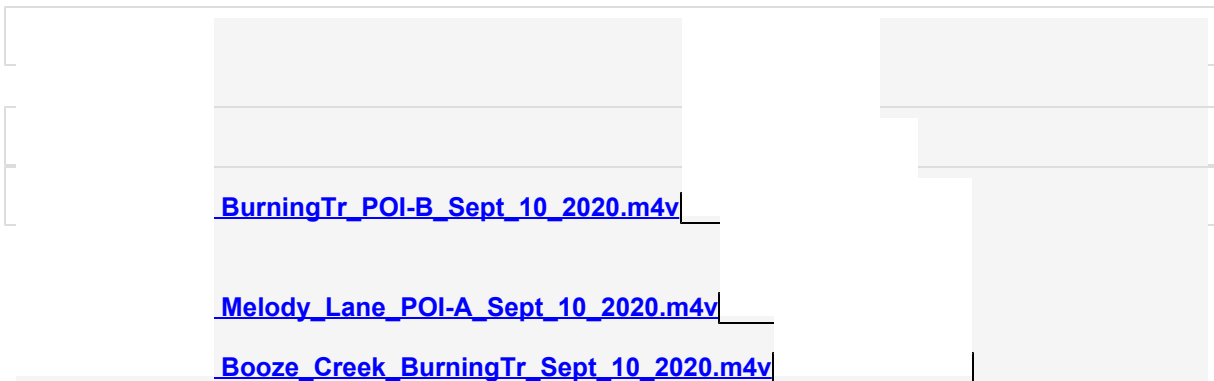 BurningTr_POI-B_Sept_10_2020.m4v
Melody_Lane_POI-A_Sept_10_2020.m4v
Booze_Creek_BurningTr_Sept_10_2020.m4v